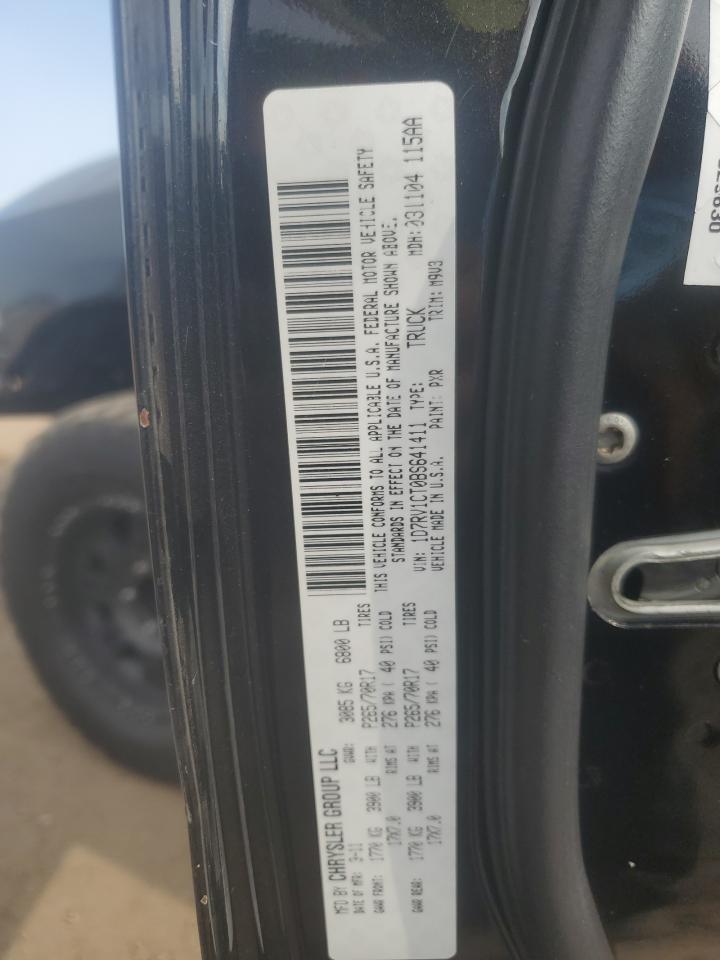 MFD BY CHRYSLER GROUP LLC
DATE OF MFR: 3-11 GVWR: 3085 KG 6800 LB
GAWR FRONT: 1770 KG 3900 LB WITH P265/70R17 TIRES
17X7.0 RIMS AT 276 KPA ( 40 PSI) COLD
GAWR REAR: 1770 KG 3900 LB WITH P265/70R17 TIRES
17X7.0 RIMS AT 276 KPA ( 40 PSI) COLD
THIS VEHICLE CONFORMS TO ALL APPLICABLE U.S.A. FEDERAL MOTOR VEHICLE SAFETY
STANDARDS IN EFFECT ON THE DATE OF MANUFACTURE SHOWN ABOVE.
VIN: 1D7RV1CT0BS641411 TYPE: TRUCK MDH: 031104 115AA
VEHICLE MADE IN U.S.A. PAINT: PXR TRIM: M9V3